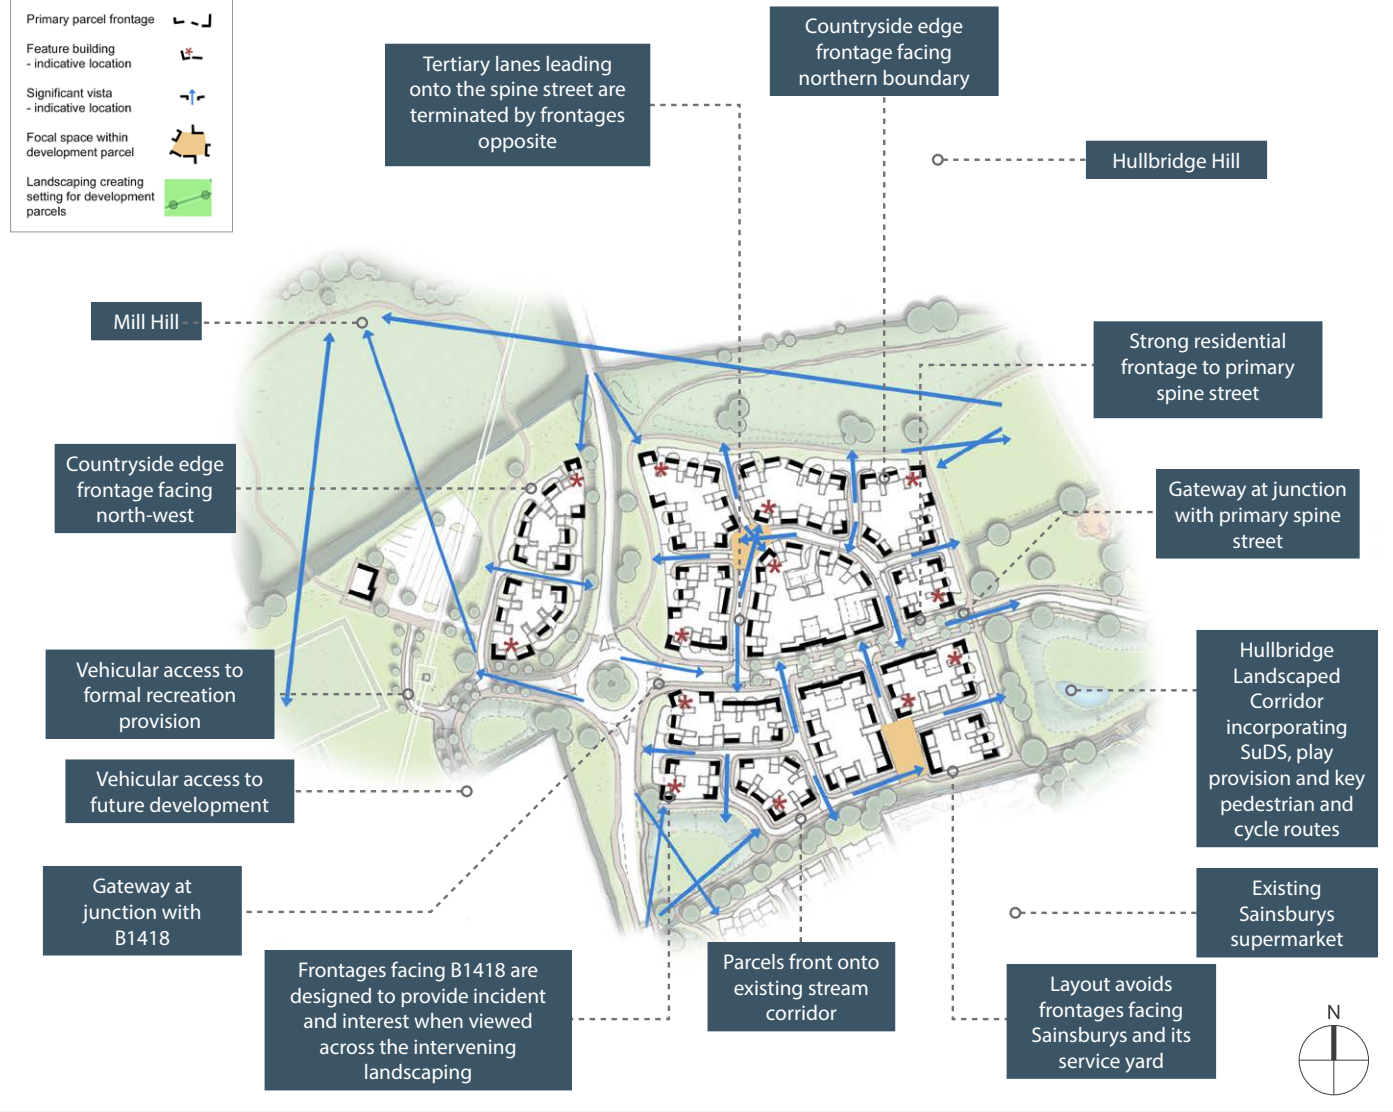 Primary parcel frontage
Feature building
- indicative location
Significant vista
- indicative location
Focal space within
development parcel
Landscaping creating
setting for development
parcels
Tertiary lanes leading
onto the spine street are
terminated by frontages
opposite
Countryside edge
frontage facing
northern boundary
Hullbridge Hill
Mill Hill
Strong residential
frontage to primary
spine street
Countryside edge
frontage facing
north-west
Gateway at junction
with primary spine
street
Vehicular access to
formal recreation
provision
Hullbridge
Landscaped
Corridor
incorporating
SuDS, play
provision and key
pedestrian and
cycle routes
Vehicular access to
future development
Gateway at
junction with
B1418
Existing
Sainsburys
supermarket
Frontages facing B1418 are
designed to provide incident
and interest when viewed
across the intervening
landscaping
Parcels front onto
existing stream
corridor
Layout avoids
frontages facing
Sainsburys and its
service yard
N